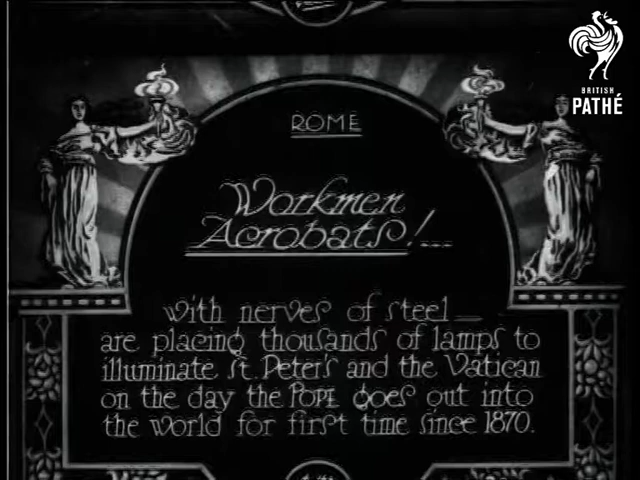 BRITISH
PATHÉ
ROME
Workmen
Acrobats!...
with nerves of steel —
are placing thousands of lamps to
illuminate St. Peter's and the Vatican
on the day the POPE goes out into
the world for first time since 1870.